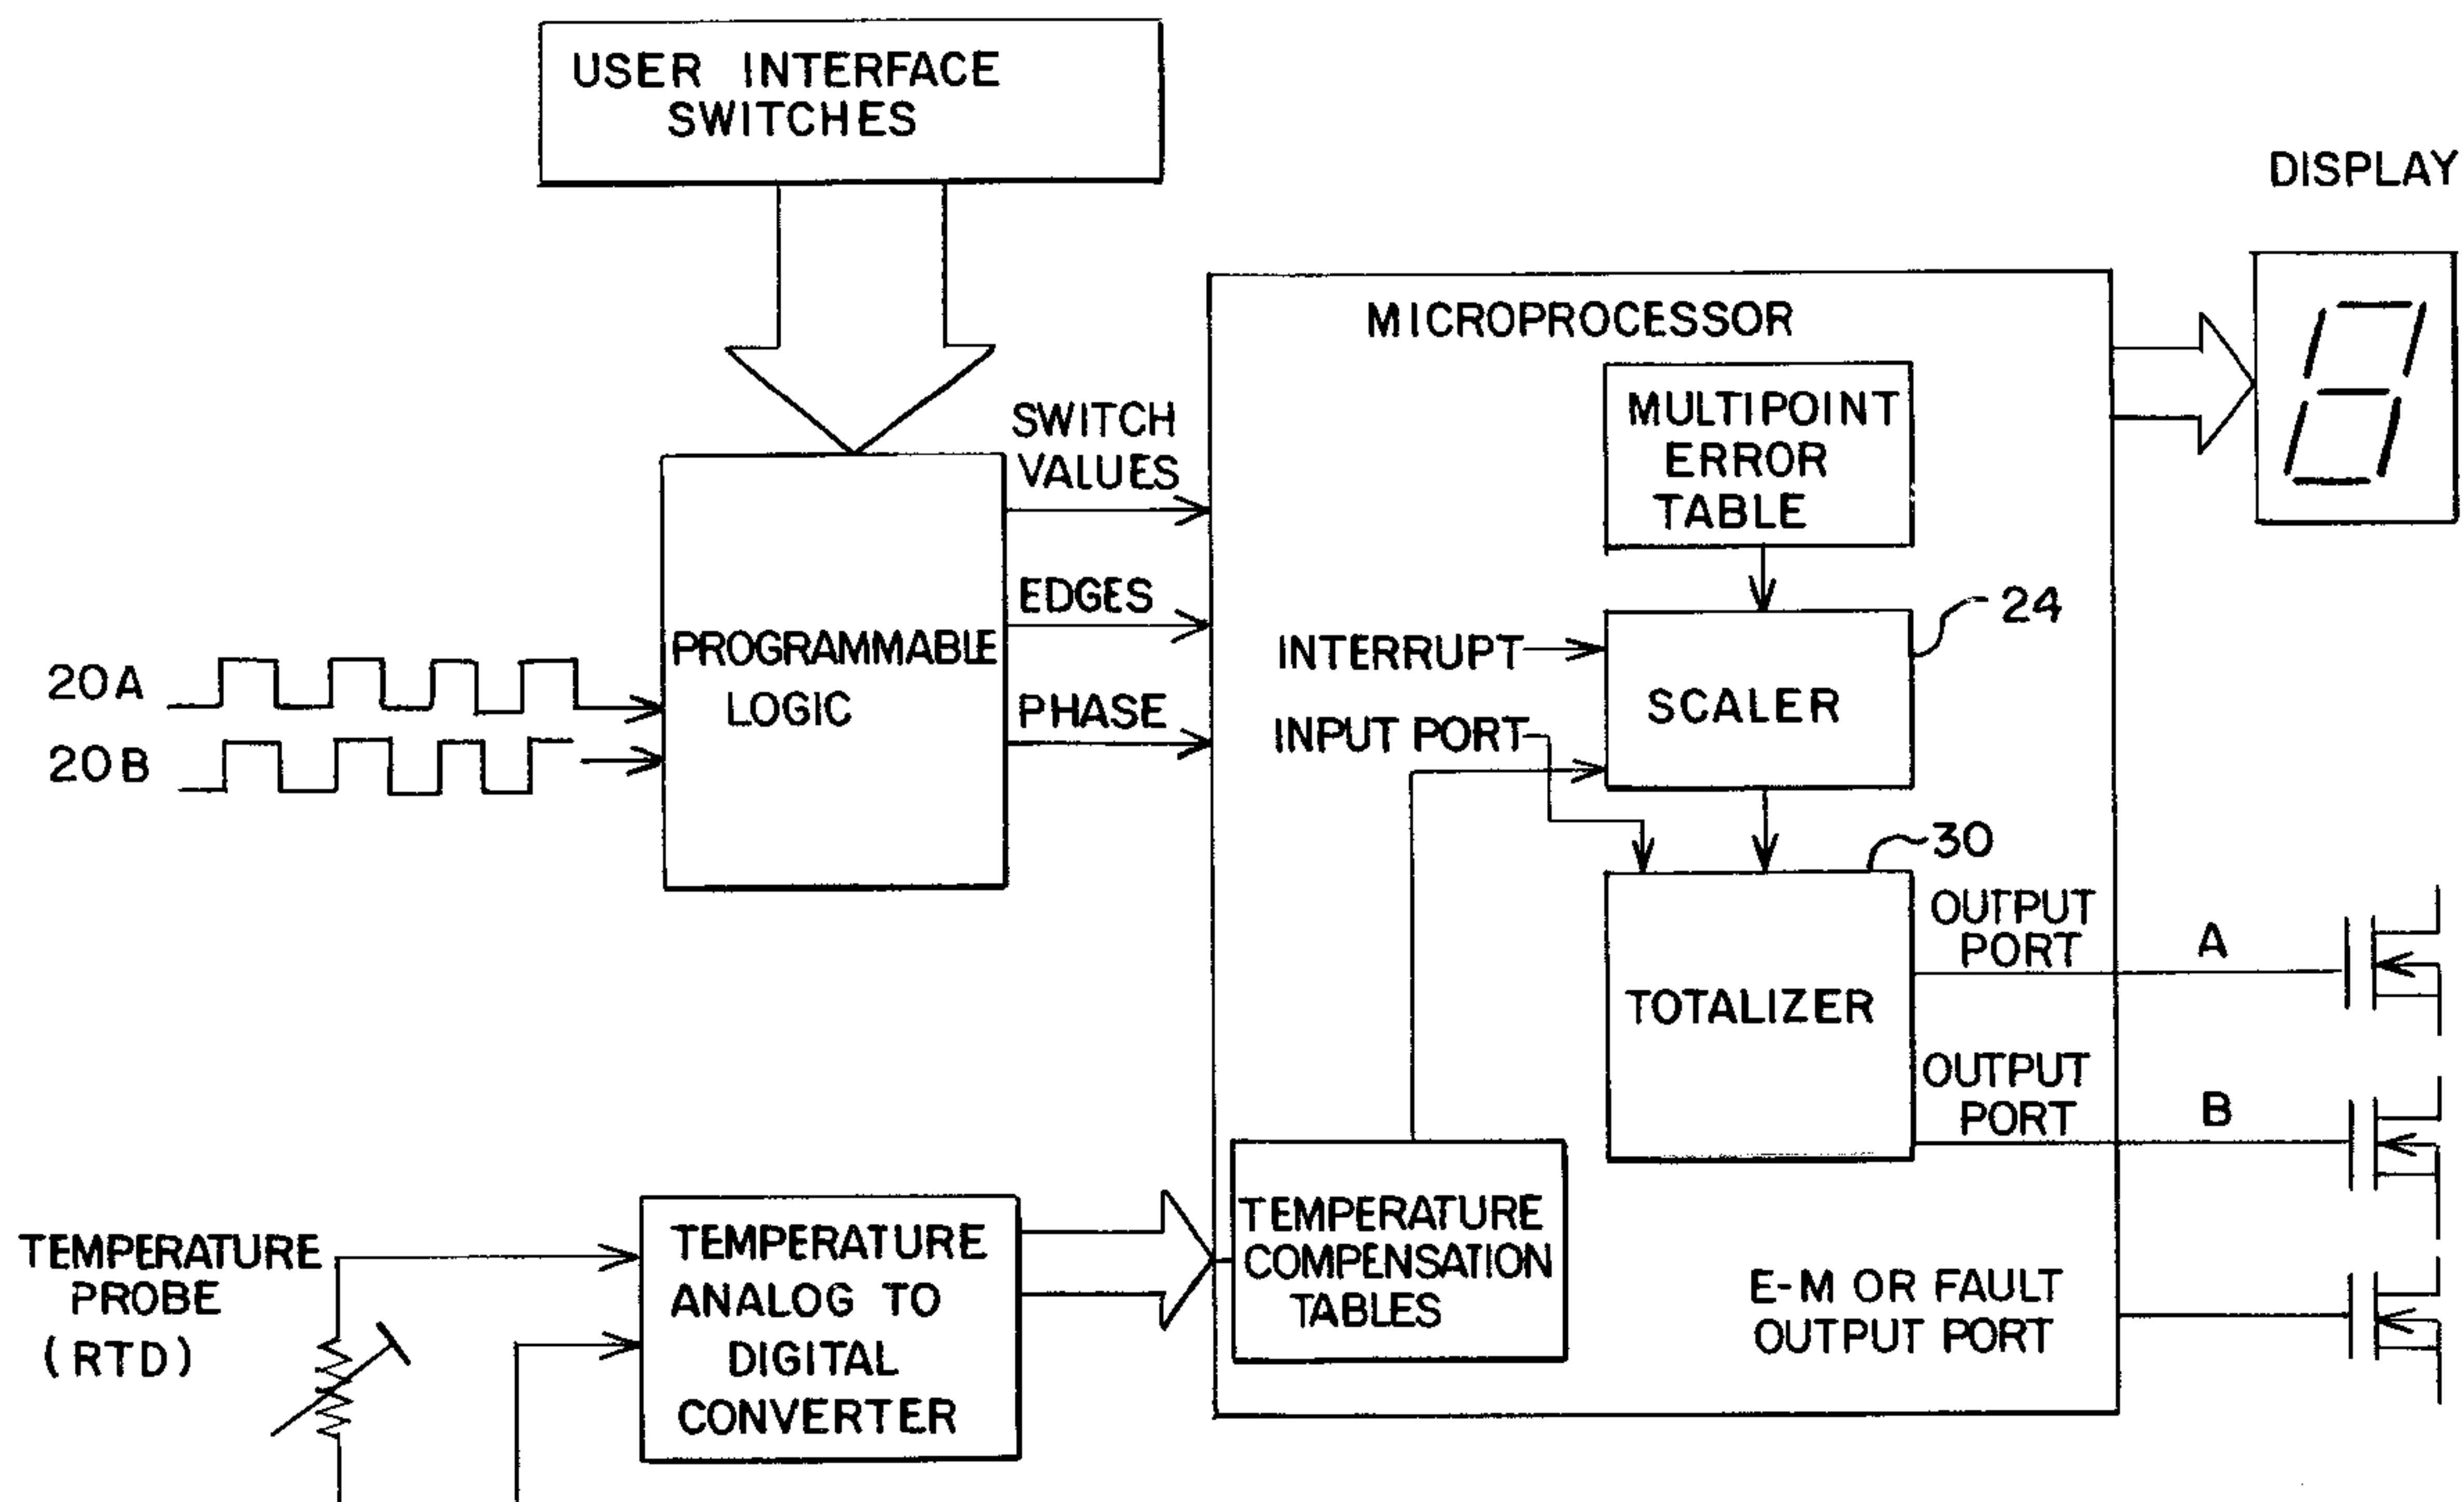 USER INTERFACE
SWITCHES
DISPLAY
MICROPROCESSOR
MULTIPOINT
ERROR
TABLE
SWITCH
VALUES
EDGES
PHASE
PROGRAMMABLE
LOGIC
20A
20B
INTERRUPT
INPUT PORT
24
SCALER
30
TOTALIZER
OUTPUT
PORT
A
OUTPUT
PORT
B
TEMPERATURE
PROBE
(RTD)
TEMPERATURE
ANALOG TO
DIGITAL
CONVERTER
TEMPERATURE
COMPENSATION
TABLES
E-M OR FAULT
OUTPUT PORT